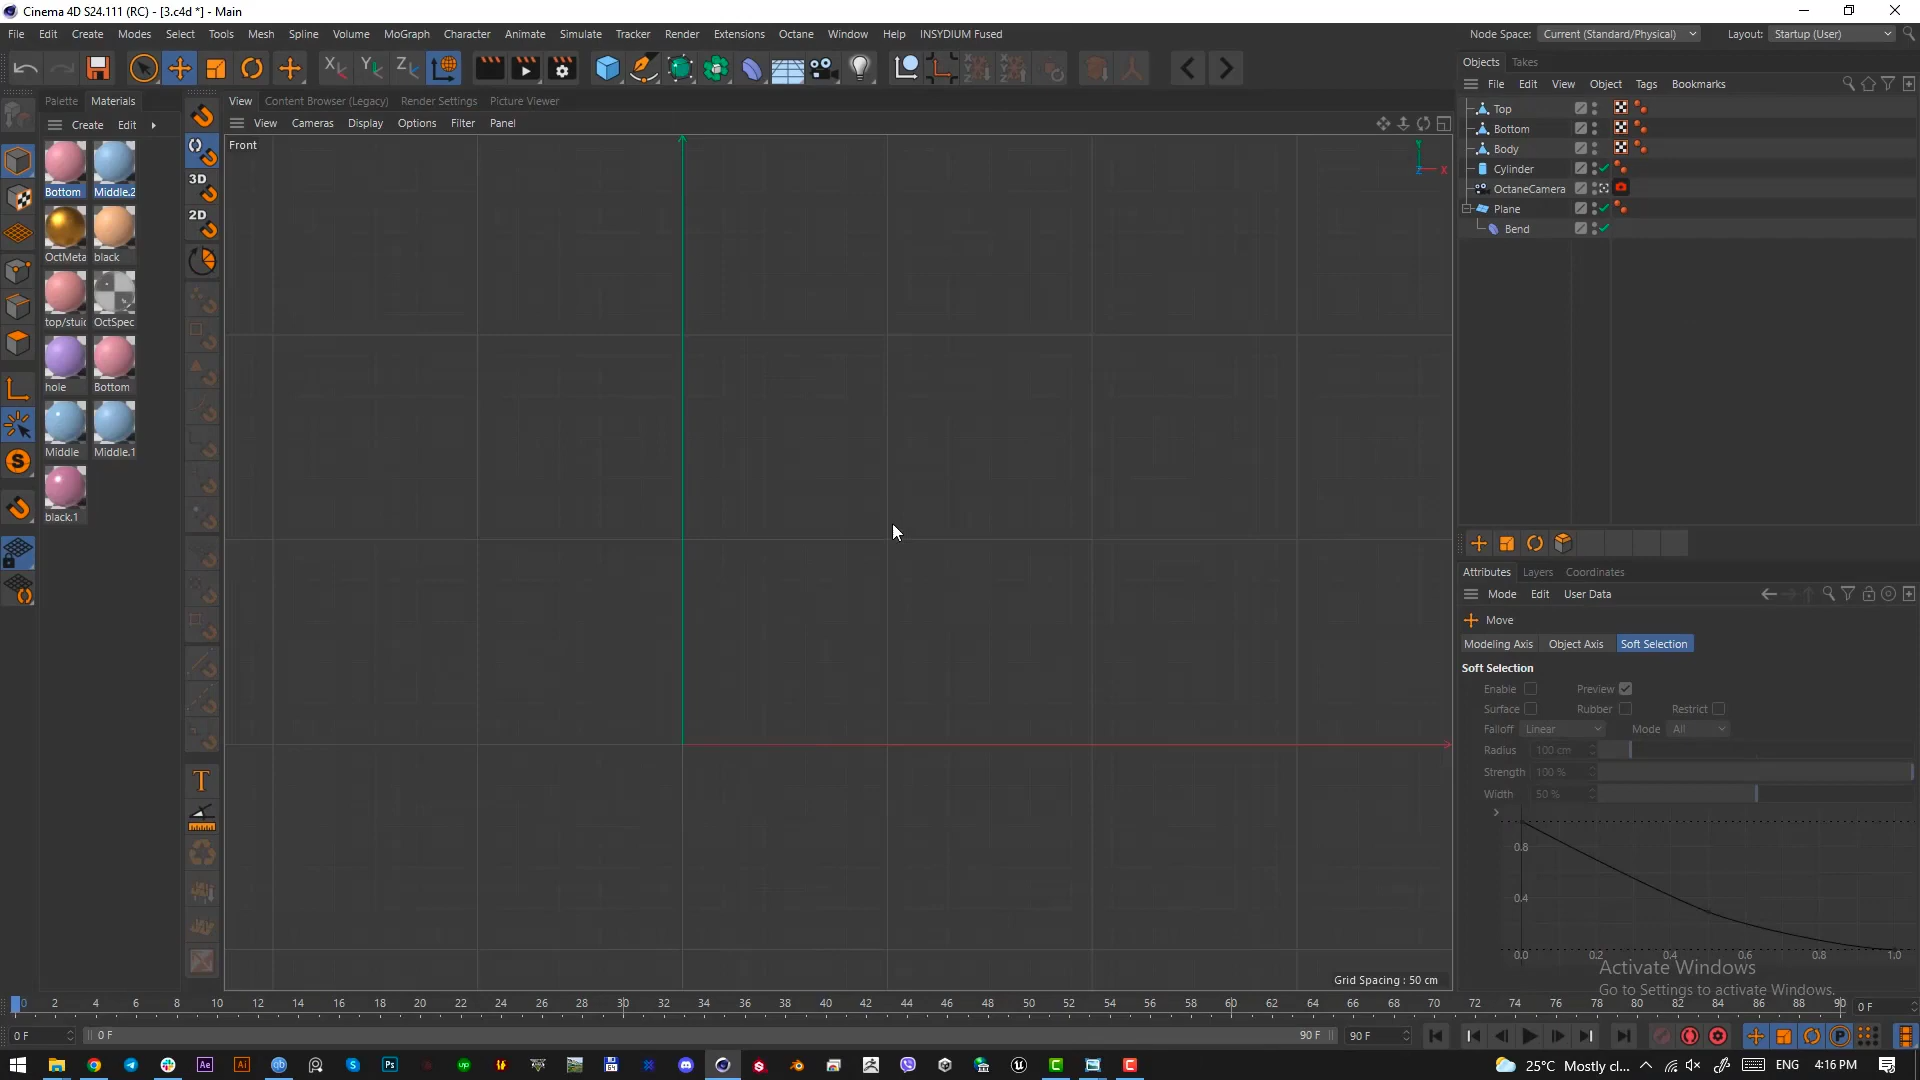 Cinema 4D S24.111 (RC) - [3.c4d *] - Main
File Edit Create Modes Select Tools Mesh Spline Volume MoGraph Character Animate Simulate Tracker Render Extensions Octane Window Help INSYDIUM Fused
Node Space: Current (Standard/Physical) Layout: Startup (User)
Palette Materials
Create Edit
Bottom Middle.2
OctMeta black
top/stuic OctSpec
hole Bottom
Middle Middle.1
black.1
3D
2D
View Content Browser (Legacy) Render Settings Picture Viewer
View Cameras Display Options Filter Panel
Front
Y
Z X
Grid Spacing : 50 cm
Objects Takes
File Edit View Object Tags Bookmarks
Top
Bottom
Body
Cylinder
OctaneCamera
Plane
Bend
Attributes Layers Coordinates
Mode Edit User Data
Move
Modeling Axis Object Axis Soft Selection
Soft Selection
Enable Preview
Surface Rubber Restrict
Falloff Linear Mode All
Radius 100 cm
Strength 100 %
Width 50 %
0.8
0.4
0.0 0.2 0.4 0.6 0.8 1.0
Activate Windows
Go to Settings to activate Windows.
0 2 4 6 8 10 12 14 16 18 20 22 24 26 28 30 32 34 36 38 40 42 44 46 48 50 52 54 56 58 60 62 64 66 68 70 72 74 76 78 80 82 84 86 88 90 0 F
0 F 0 F 90 F 90 F
25°C Mostly cl... ENG 4:16 PM